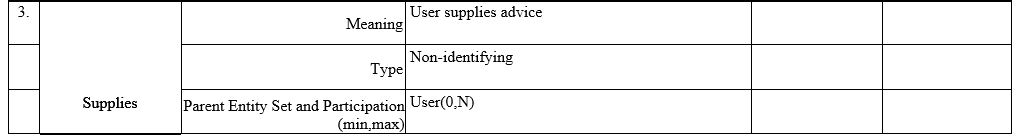 3.
Meaning
User supplies advice
Type
Non-identifying
Supplies
Parent Entity Set and Participation
(min,max)
User(0,N)